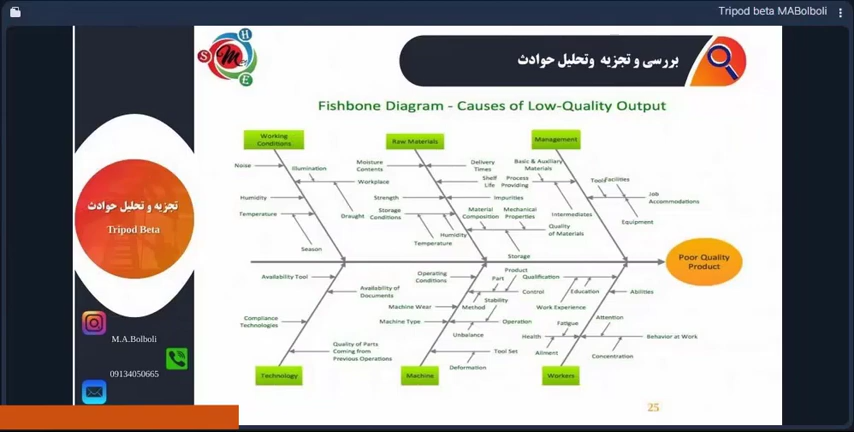 Tripod beta MABolboli
S
H
M
E
بررسی و تجزیه وتحلیل حوادث
Fishbone Diagram - Causes of Low-Quality Output
تجزیه و تحلیل حوادث
Tripod Beta
M.A.Bolboli
09134050665
Working
Conditions
Raw Materials
Management
Noise
Illumination
Workplace
Humidity
Temperature
Draught
Season
Moisture
Contents
Delivery
Times
Shelf
Life
Strength
Impurities
Storage
Conditions
Material
Composition
Mechanical
Properties
Humidity
Temperature
Quality
of Materials
Storage
Basic & Auxiliary
Materials
Process
Providing
Intermediates
Tools
Facilities
Job
Accommodations
Equipment
Poor Quality
Product
Availability Tool
Availability of
Documents
Compliance
Technologies
Quality of Parts
Coming from
Previous Operations
Technology
Operating
Conditions
Part
Product
Control
Machine Wear
Method
Stability
Machine Type
Operation
Unbalance
Tool Set
Deformation
Machine
Qualification
Education
Work Experience
Abilities
Attention
Fatigue
Health
Behavior at Work
Ailment
Concentration
Workers
25